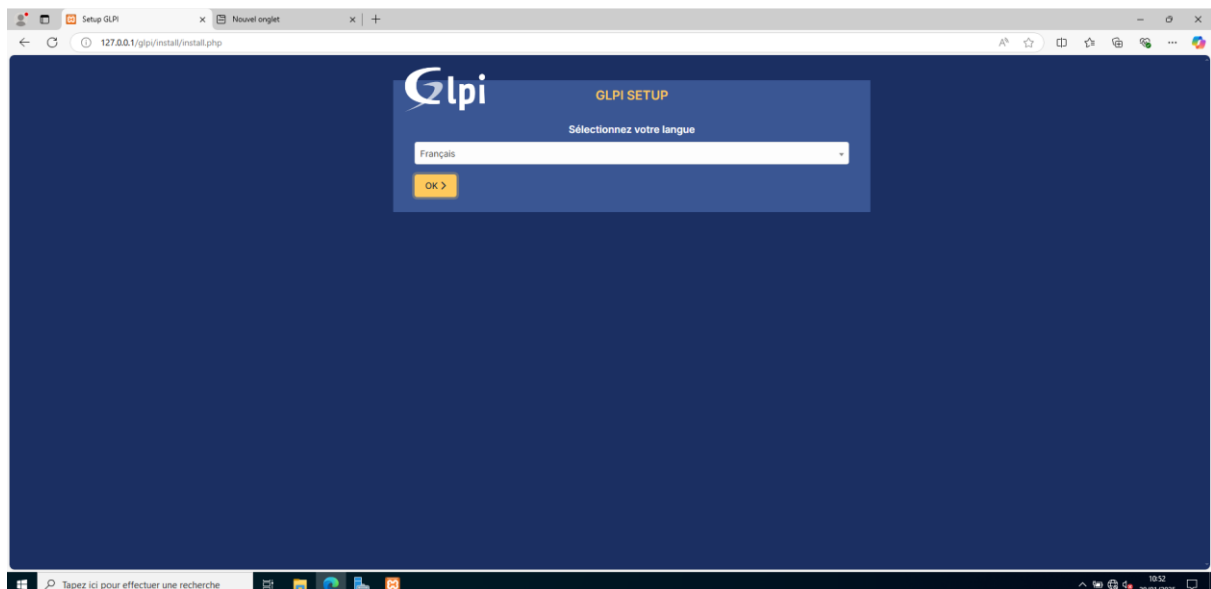 Setup GLPI
Nouvel onglet
127.0.0.1/glpi/install/install.php
Glpi
GLPI SETUP
Sélectionnez votre langue
Français
OK >
Tapez ici pour effectuer une recherche
10:52